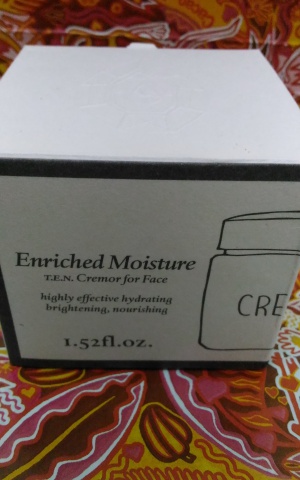 Enriched Moisture
T.E.N. Cremor for Face
highly effective hydrating
brightening, nourishing
1.52fl.oz.
CRE